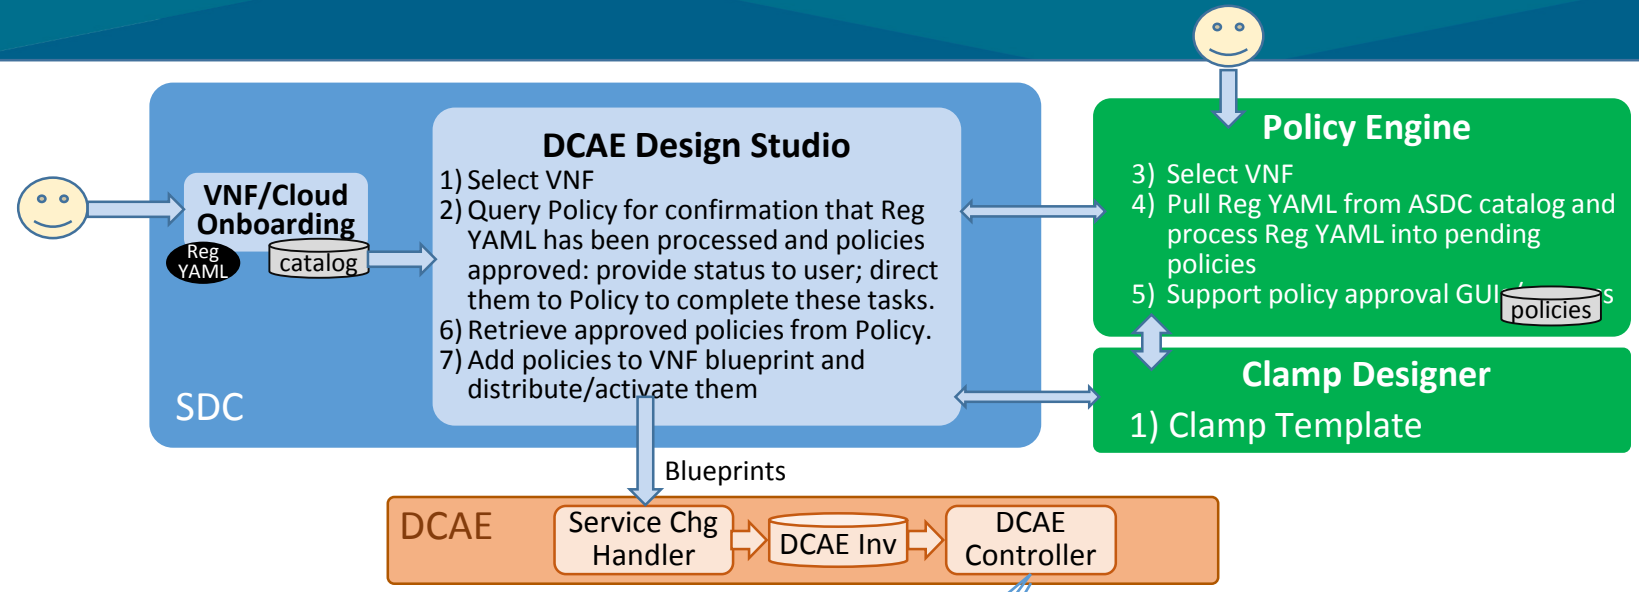 DCAE Design Studio
1) Select VNF
2) Query Policy for confirmation that Reg
YAML has been processed and policies
approved: provide status to user; direct
them to Policy to complete these tasks.
6) Retrieve approved policies from Policy.
7) Add policies to VNF blueprint and
distribute/activate them
VNF/Cloud
Onboarding
Reg
YAML
catalog
SDC
Policy Engine
3) Select VNF
4) Pull Reg YAML from ASDC catalog and
process Reg YAML into pending
policies
5) Support policy approval GUI
policies
Clamp Designer
1) Clamp Template
Blueprints
DCAE
Service Chg
Handler
DCAE Inv
DCAE
Controller